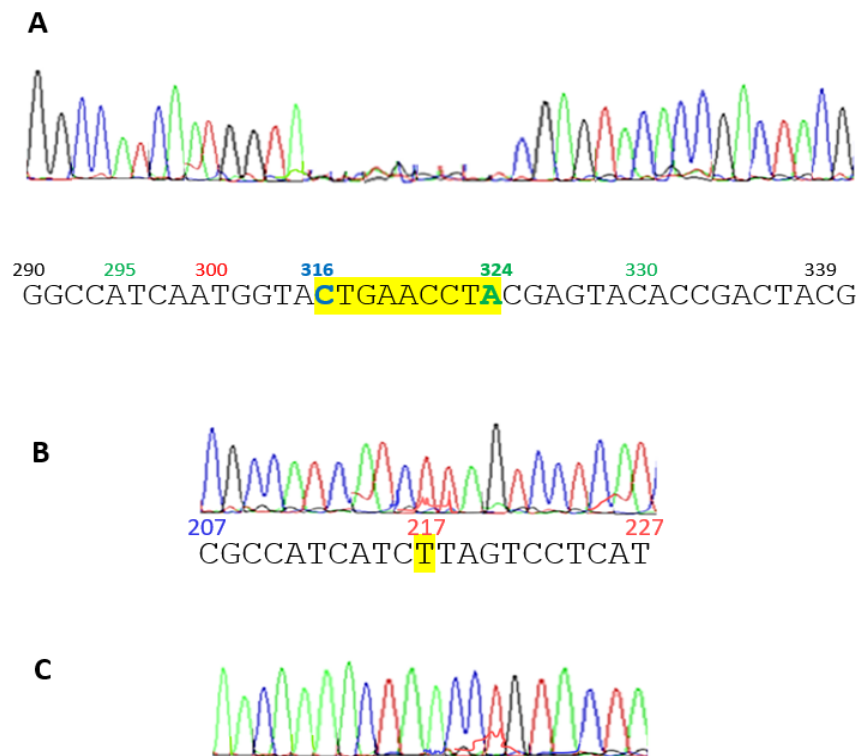 A
290 295 300 316 324 330 339
GGCCATCAATGGTACTGAACCTACGAGTACACCGACTACG
B
207 217 227
CGCCATCATCTTAGTCCTCAT
C